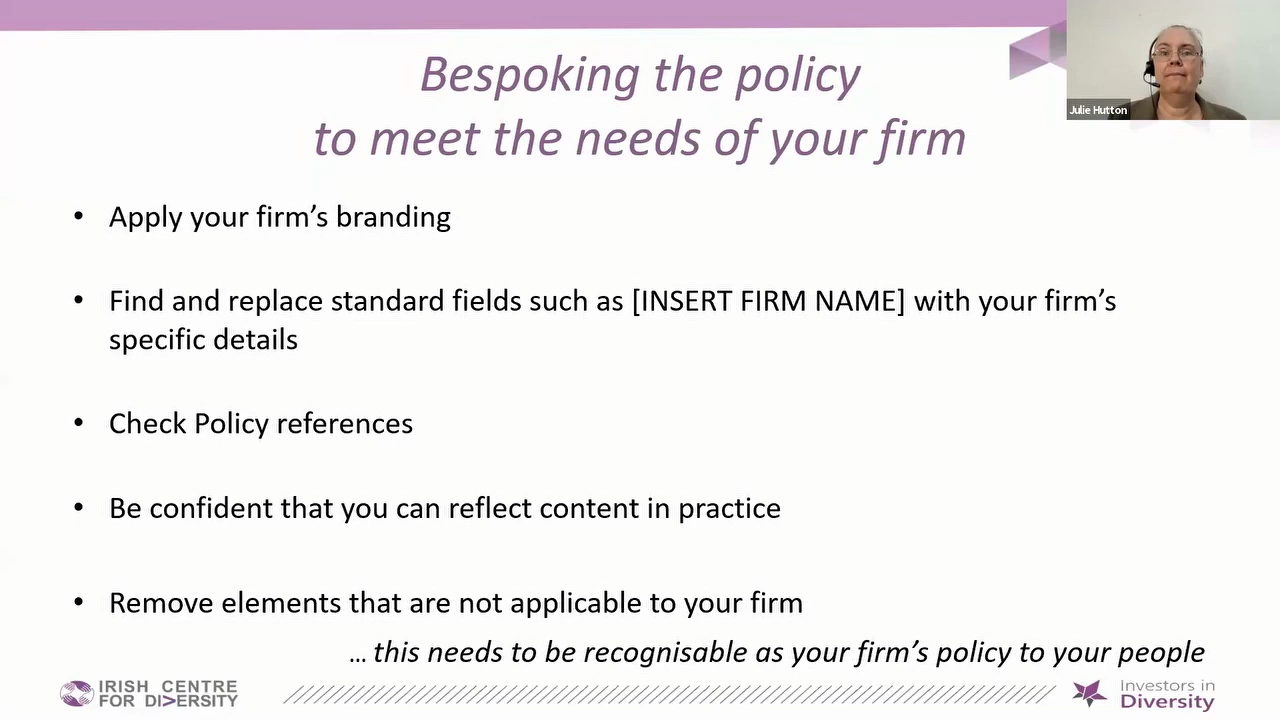 Bespoking the policy
to meet the needs of your firm
Julie Hutton
• Apply your firm’s branding
• Find and replace standard fields such as [INSERT FIRM NAME] with your firm’s
specific details
• Check Policy references
• Be confident that you can reflect content in practice
• Remove elements that are not applicable to your firm
... this needs to be recognisable as your firm’s policy to your people
IRISH CENTRE
FOR DIVERSITY
Investors in
Diversity